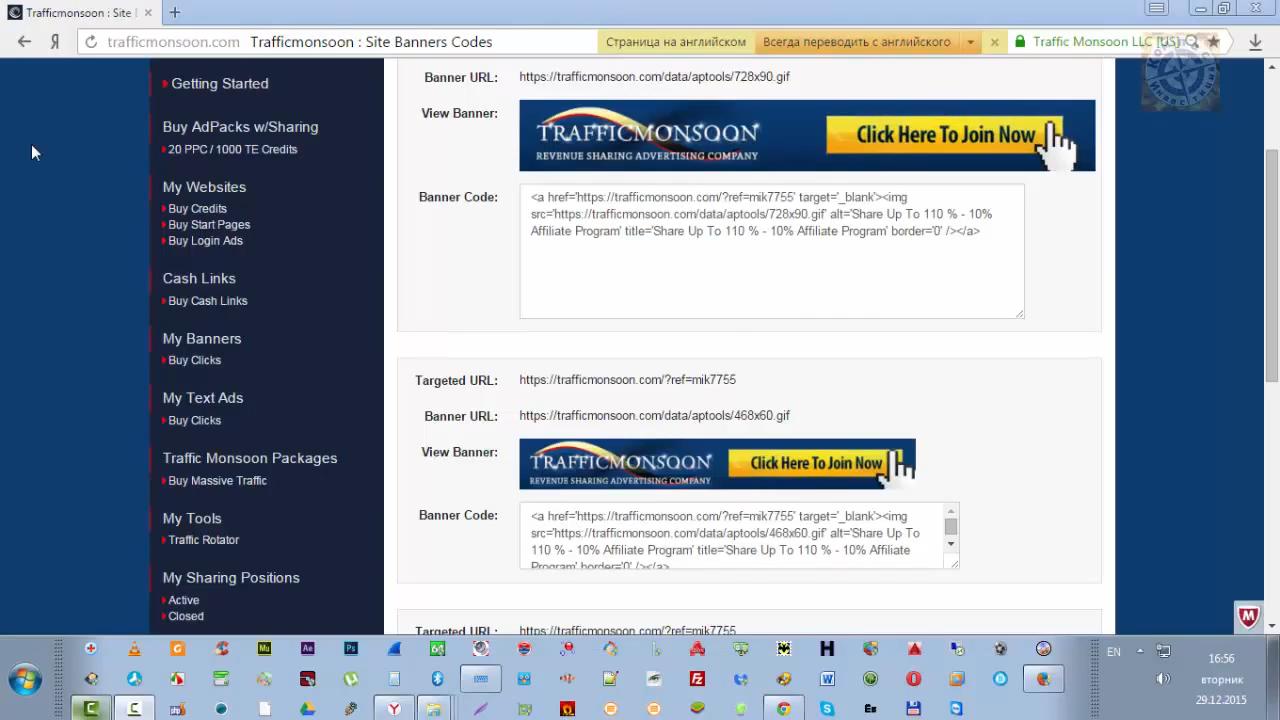 Trafficmonsoon : Site
trafficmonsoon.com Trafficmonsoon : Site Banners Codes Страница на английском Всегда переводить с английского Traffic Monsoon LLC [US]
Getting Started
Buy AdPacks w/Sharing
20 PPC / 1000 TE Credits
My Websites
Buy Credits
Buy Start Pages
Buy Login Ads
Cash Links
Buy Cash Links
My Banners
Buy Clicks
My Text Ads
Buy Clicks
Traffic Monsoon Packages
Buy Massive Traffic
My Tools
Traffic Rotator
My Sharing Positions
Active
Closed
Banner URL: https://trafficmonsoon.com/data/aptools/728x90.gif
View Banner:
TRAFFICMONSOON
REVENUE SHARING ADVERTISING COMPANY
Click Here To Join Now
Banner Code:
<a href='https://trafficmonsoon.com/?ref=mik7755' target='_blank'><img
src='https://trafficmonsoon.com/data/aptools/728x90.gif' alt='Share Up To 110 % - 10%
Affiliate Program' title='Share Up To 110 % - 10% Affiliate Program' border='0' /></a>
Targeted URL: https://trafficmonsoon.com/?ref=mik7755
Banner URL: https://trafficmonsoon.com/data/aptools/468x60.gif
View Banner:
TRAFFICMONSOON
REVENUE SHARING ADVERTISING COMPANY
Click Here To Join Now
Banner Code:
<a href='https://trafficmonsoon.com/?ref=mik7755' target='_blank'><img
src='https://trafficmonsoon.com/data/aptools/468x60.gif' alt='Share Up To
110 % - 10% Affiliate Program' title='Share Up To 110 % - 10% Affiliate
Program' border='0' /></a>
Targeted URL: https://trafficmonsoon.com/?ref=mik7755
EN
16:56
вторник
29.12.2015